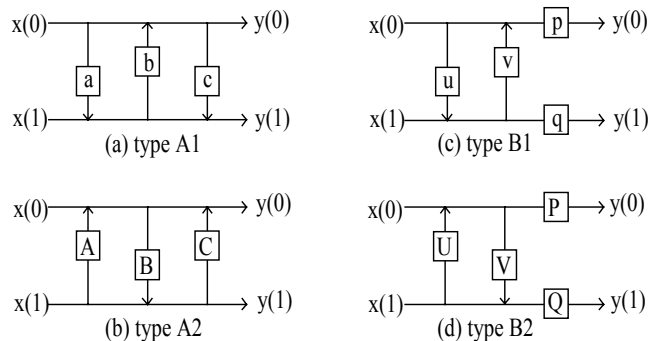 x(0) y(0)
a b c
x(1) y(1)
(a) type A1
x(0) p y(0)
u v
x(1) q y(1)
(c) type B1
x(0) y(0)
A B C
x(1) y(1)
(b) type A2
x(0) P y(0)
U V
x(1) Q y(1)
(d) type B2